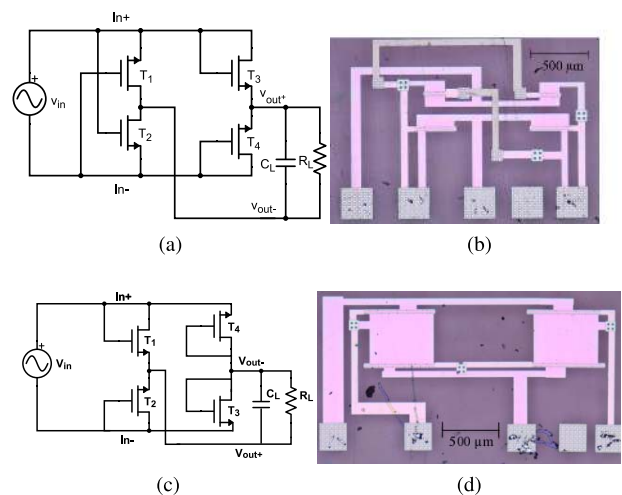 In+
T1
T3
Vin
vout+
T2
T4
CL
RL
In-
vout-
500 µm
(a)
(b)
In+
T4
T1
Vin
Vout-
CL
RL
T2
T3
In-
Vout+
500 µm
(c)
(d)